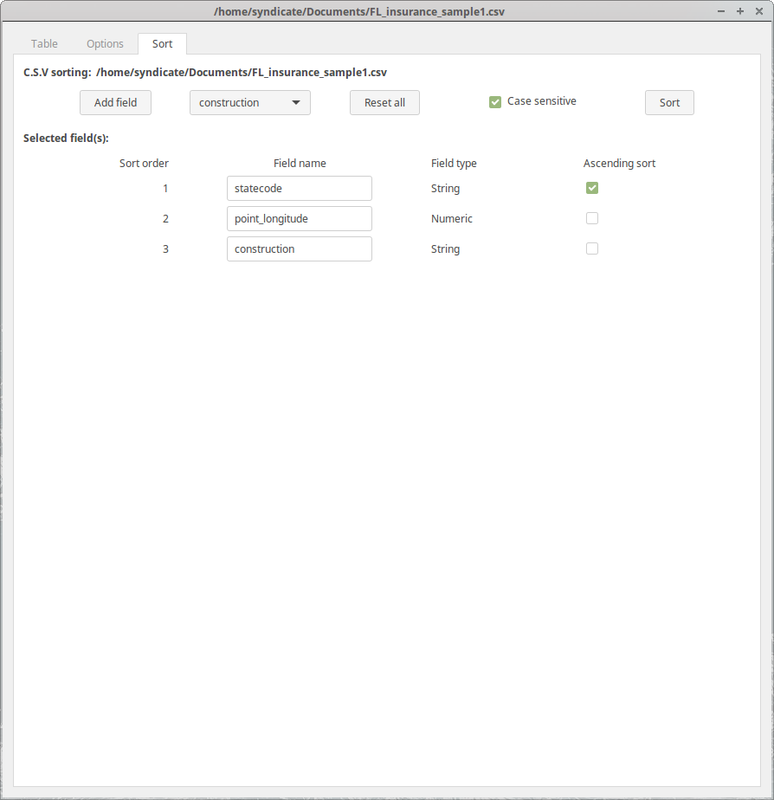 /home/syndicate/Documents/FL_insurance_sample1.csv
Table Options Sort
C.S.V sorting: /home/syndicate/Documents/FL_insurance_sample1.csv
Add field construction Reset all Case sensitive Sort
Selected field(s):
Sort order Field name Field type Ascending sort
1 statecode String
2 point_longitude Numeric
3 construction String